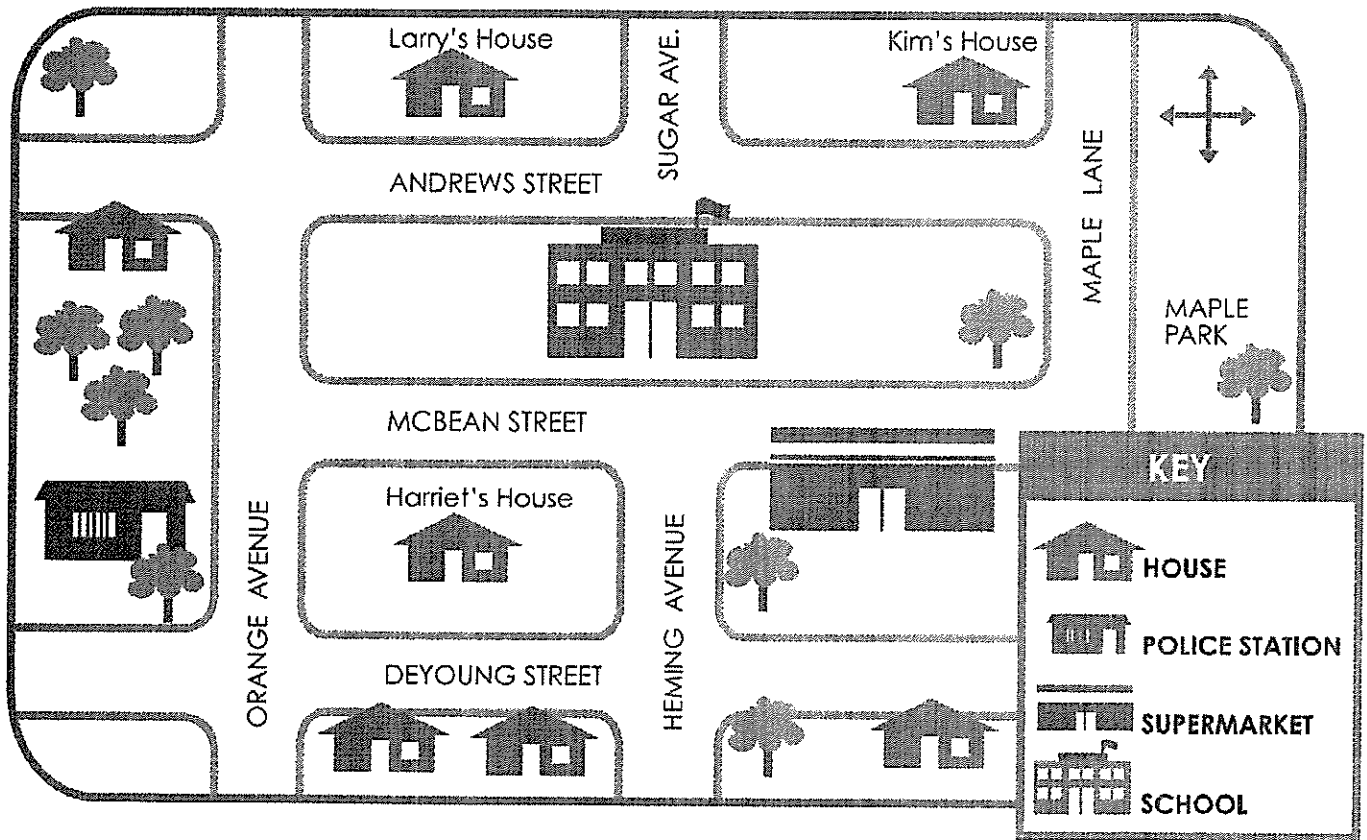 Larry's House
SUGAR AVE.
Kim's House
ANDREWS STREET
MAPLE LANE
MAPLE
PARK
MCBEAN STREET
KEY
Harriet's House
ORANGE AVENUE
HEMING AVENUE
HOUSE
POLICE STATION
DEYOUNG STREET
SUPERMARKET
SCHOOL